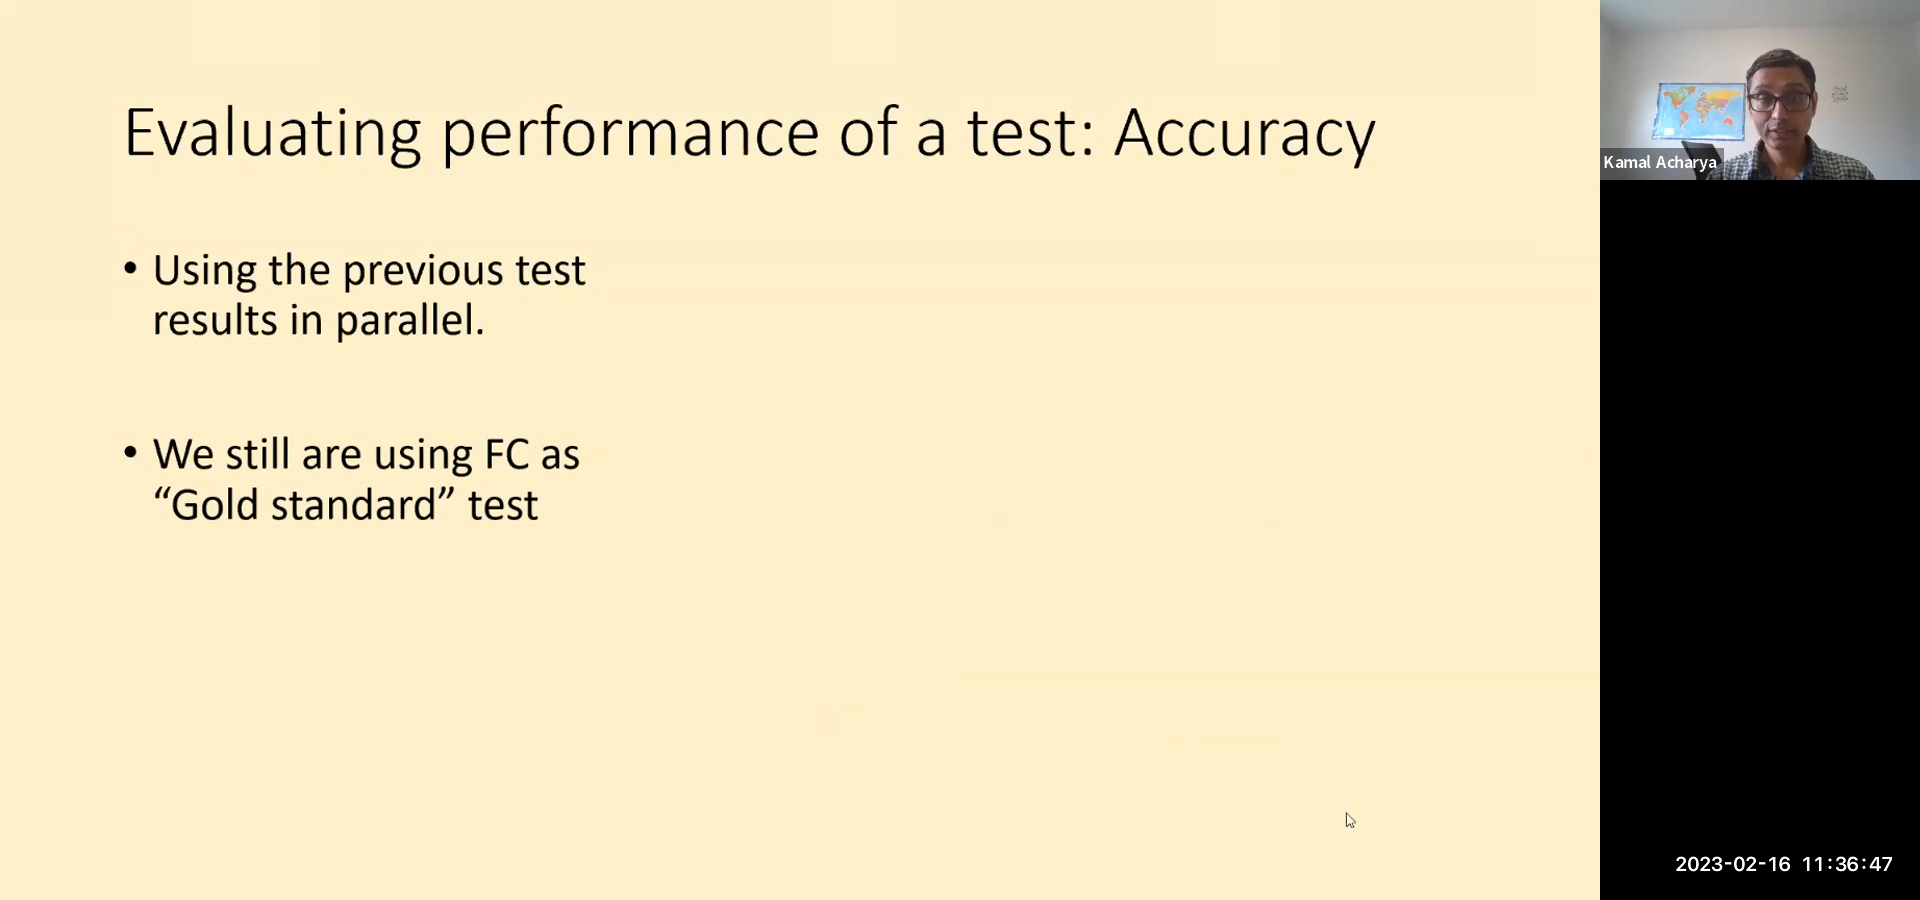 Evaluating performance of a test: Accuracy
• Using the previous test
results in parallel.
• We still are using FC as
“Gold standard” test
Kamal Acharya
2023-02-16 11:36:47